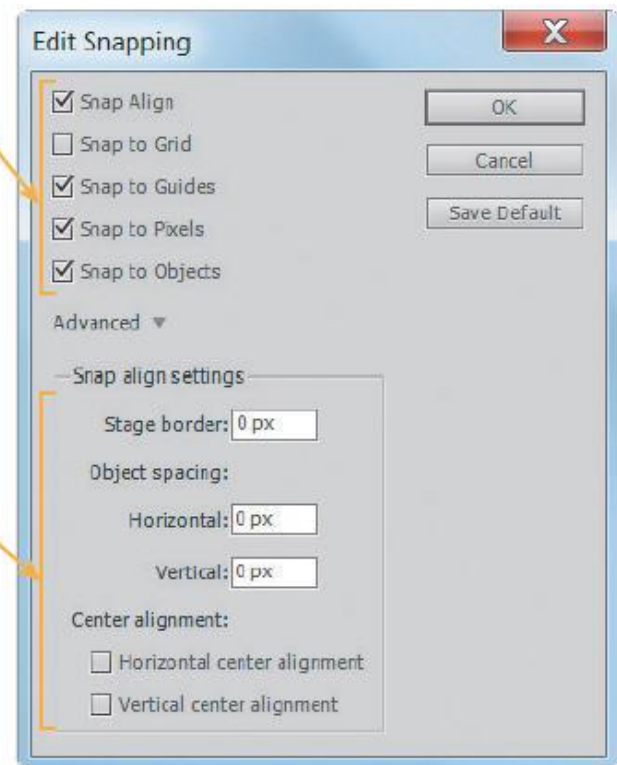 Edit Snapping
Snap Align
Snap to Grid
Snap to Guides
Snap to Pixels
Snap to Objects
OK
Cancel
Save Default
Advanced
Snap align settings
Stage border: 0 px
Object spacing:
Horizontal: 0 px
Vertical: 0 px
Center alignment:
Horizontal center alignment
Vertical center alignment